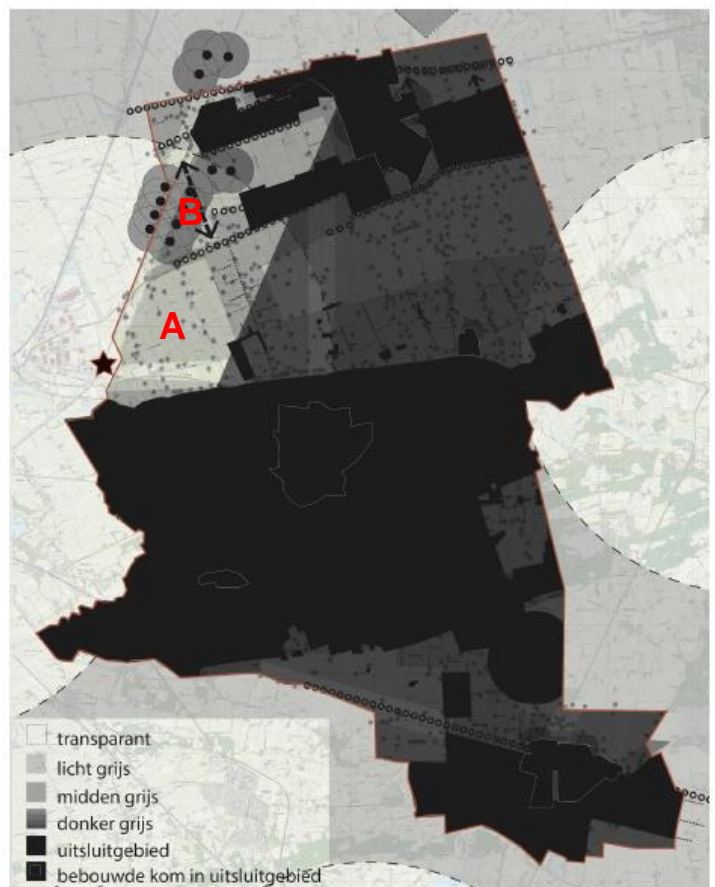 B
A
transparant
licht grijs
midden grijs
donker grijs
uitsluitgebied
bebouwde kom in uitsluitgebied